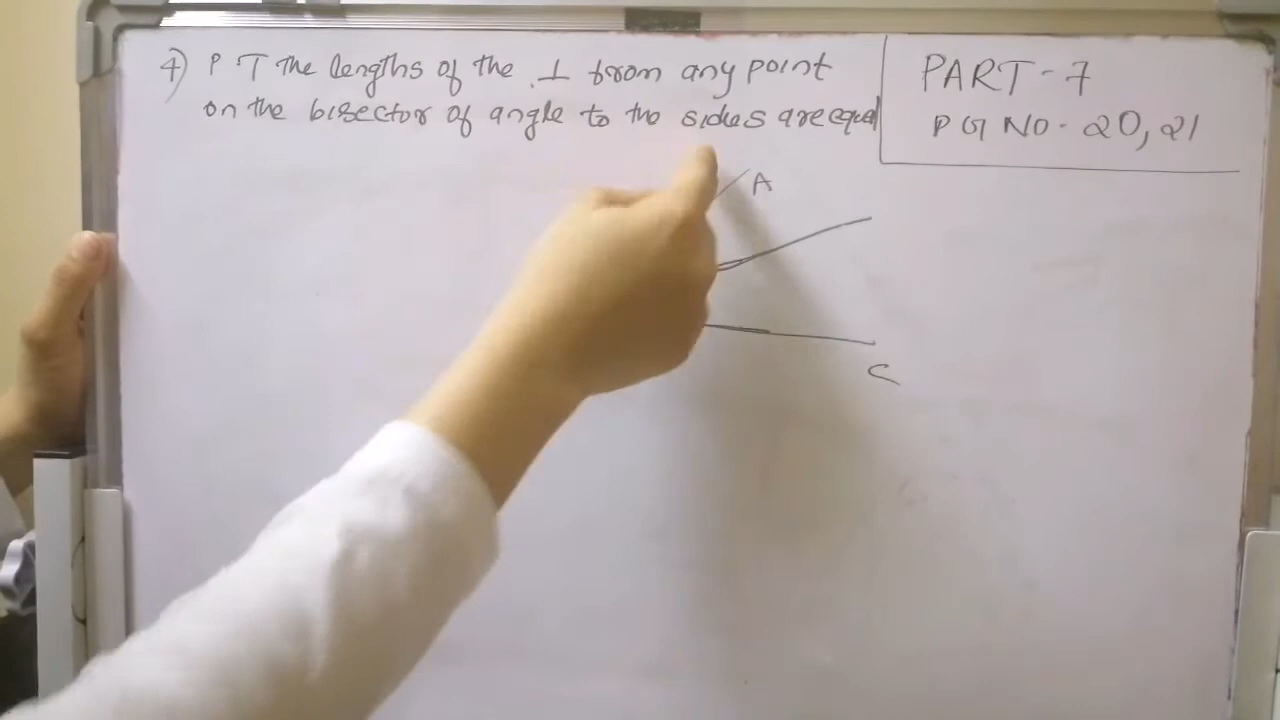 4) P T The lengths of the ⊥ from any point
on the bisector of angle to the sides are equal
PART-7
PG NO- 20,21
A
C